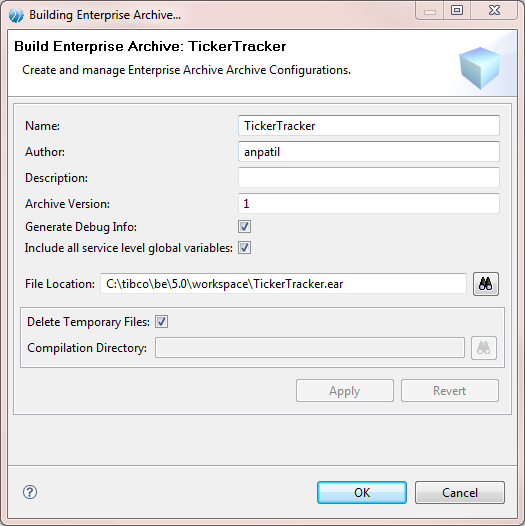 Building Enterprise Archive...
Build Enterprise Archive: TickerTracker
Create and manage Enterprise Archive Archive Configurations.
Name: TickerTracker
Author: anpatil
Description:
Archive Version: 1
Generate Debug Info:
Include all service level global variables:
File Location: C:\tibco\be\5.0\workspace\TickerTracker.ear
Delete Temporary Files:
Compilation Directory:
Apply Revert
? OK Cancel